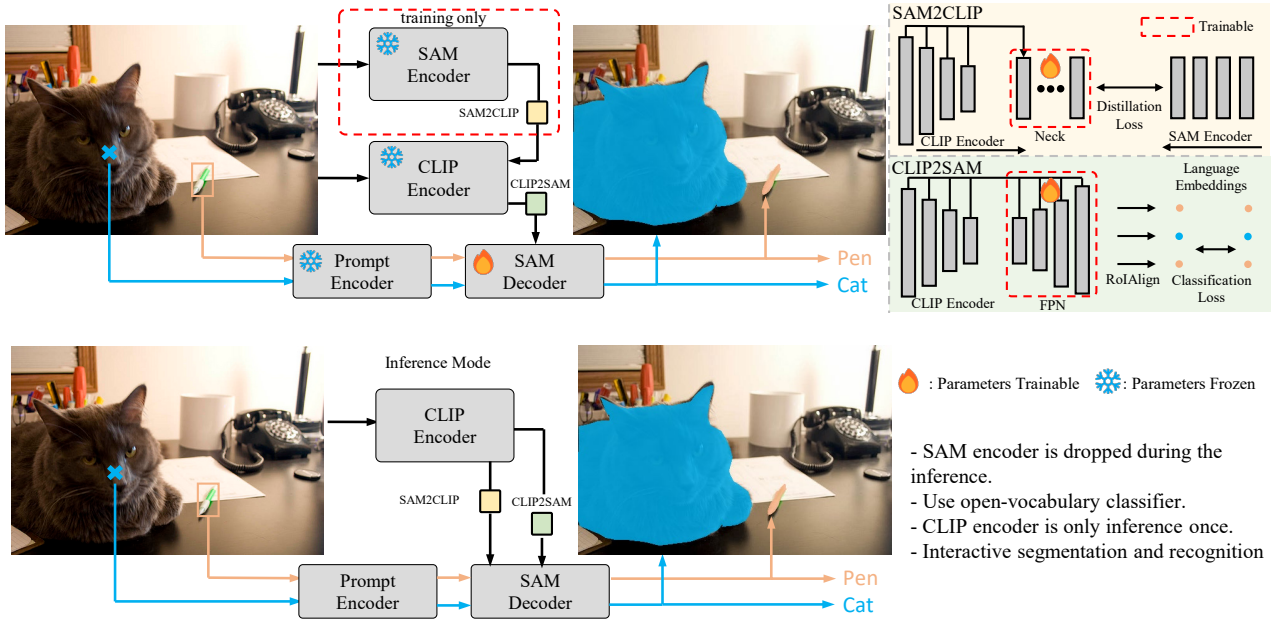 training only
SAM
Encoder
SAM2CLIP
CLIP
Encoder
CLIP2SAM
Prompt
Encoder
SAM
Decoder
Pen
Cat
SAM2CLIP
Trainable
CLIP Encoder
Neck
Distillation
Loss
SAM Encoder
CLIP2SAM
Language
Embeddings
CLIP Encoder
FPN
RoIAlign
Classification
Loss
Inference Mode
CLIP
Encoder
SAM2CLIP
CLIP2SAM
Prompt
Encoder
SAM
Decoder
Pen
Cat
: Parameters Trainable
: Parameters Frozen
- SAM encoder is dropped during the
inference.
- Use open-vocabulary classifier.
- CLIP encoder is only inference once.
- Interactive segmentation and recognition